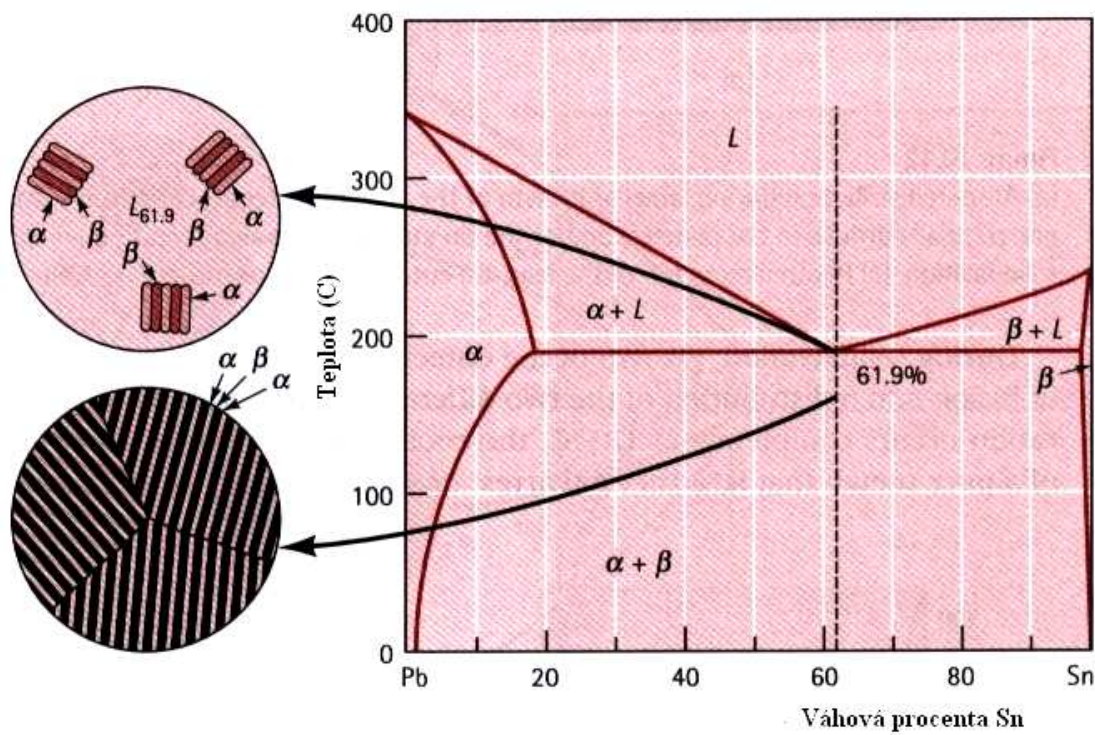 400
300
200
100
0
Teplota (C)
L
α + L
α
β + L
β
61.9%
α + β
Pb
20
40
60
80
Sn
Váhová procenta Sn
L61.9
α
β
β
α
β
α
α
β
α